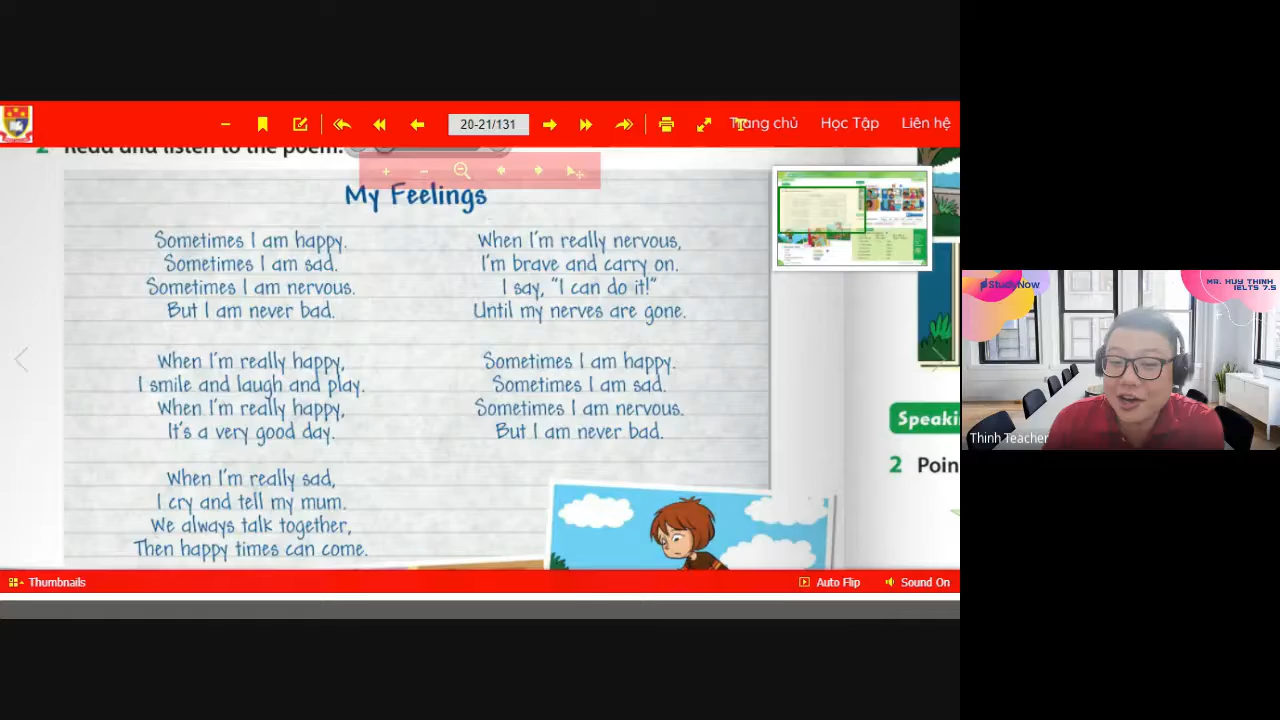 20-21/131
Trang chủ
Học Tập
Liên hệ
2 Read and listen to the poem.
My Feelings
Sometimes I am happy.
Sometimes I am sad.
Sometimes I am nervous.
But I am never bad.
When I'm really happy,
I smile and laugh and play.
When I'm really happy,
It's a very good day.
When I'm really sad,
I cry and tell my mum.
We always talk together,
Then happy times can come.
When I'm really nervous,
I'm brave and carry on.
I say, "I can do it!"
Until my nerves are gone.
Sometimes I am happy.
Sometimes I am sad.
Sometimes I am nervous.
But I am never bad.
Speaki
2 Poin
Thumbnails
Auto Flip
Sound On
StudyNow
MR. HUY THINH
IELTS 7.5
Thinh Teacher